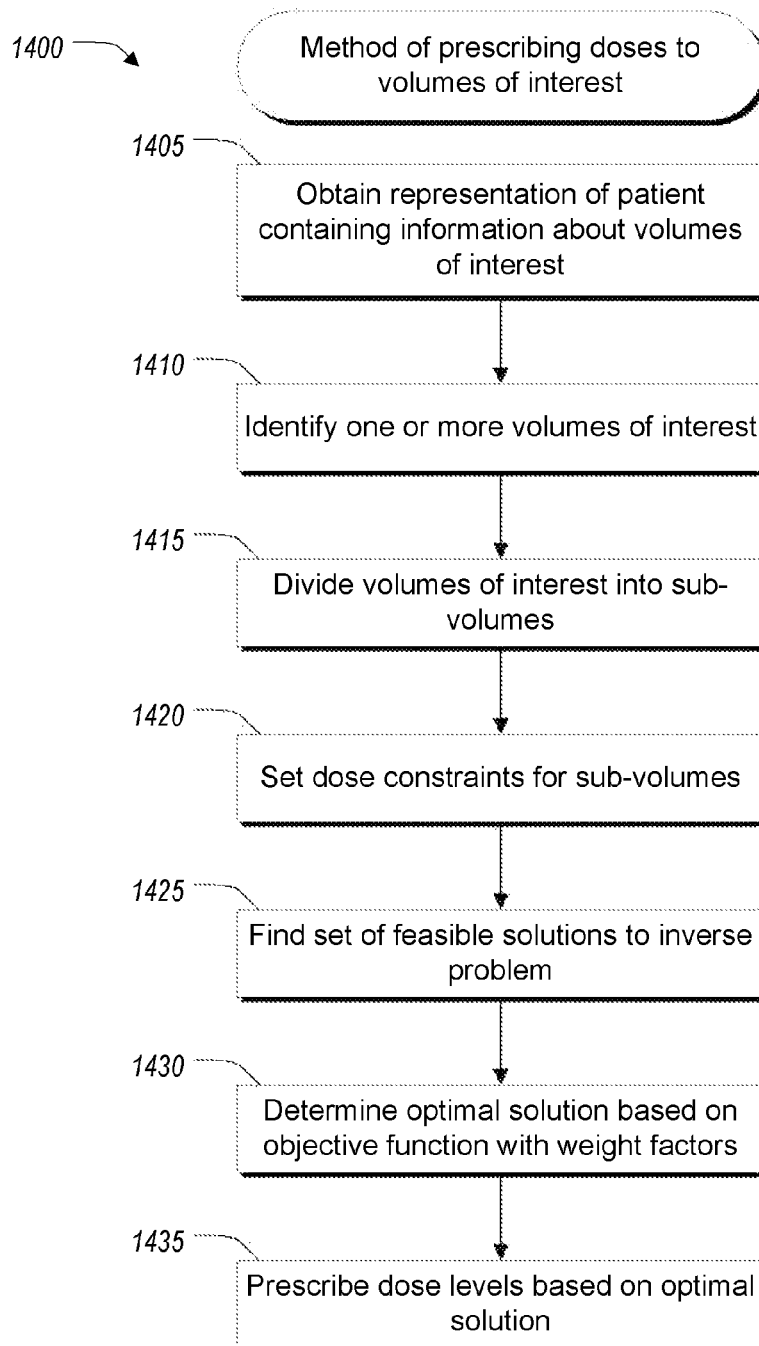 1400
Method of prescribing doses to
volumes of interest
1405
Obtain representation of patient
containing information about volumes
of interest
1410
Identify one or more volumes of interest
1415
Divide volumes of interest into sub-
volumes
1420
Set dose constraints for sub-volumes
1425
Find set of feasible solutions to inverse
problem
1430
Determine optimal solution based on
objective function with weight factors
1435
Prescribe dose levels based on optimal
solution